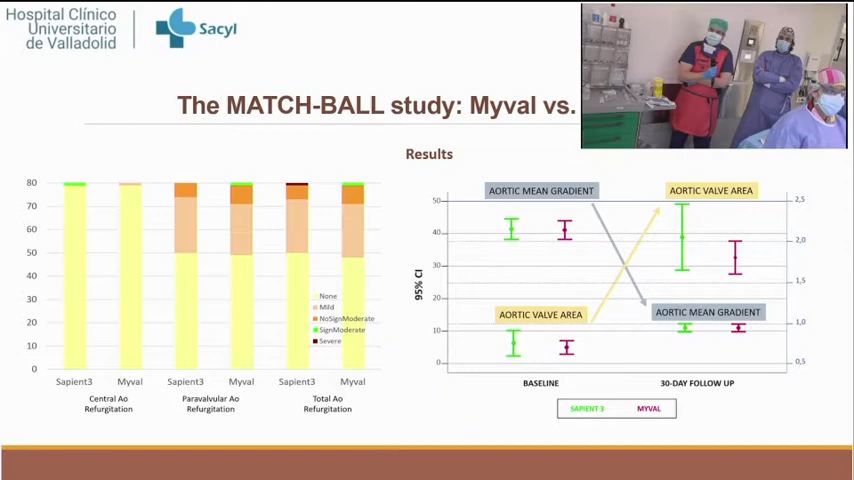 Hospital Clínico
Universitario
de Valladolid
Sacyl
The MATCH-BALL study: Myval vs.
Results
80
70
60
50
40
30
20
10
0
None
Mild
NoSignModerate
SignModerate
Severe
Sapient3
Myval
Sapient3
Myval
Sapient3
Myval
Central Ao
Refurgitation
Paravalvular Ao
Refurgitation
Total Ao
Refurgitation
AORTIC MEAN GRADIENT
AORTIC VALVE AREA
95% CI
50
40
30
20
10
0
2,5
2,0
1,5
1,0
0,5
AORTIC VALVE AREA
AORTIC MEAN GRADIENT
BASELINE
30-DAY FOLLOW UP
SAPIENT 3
MYVAL